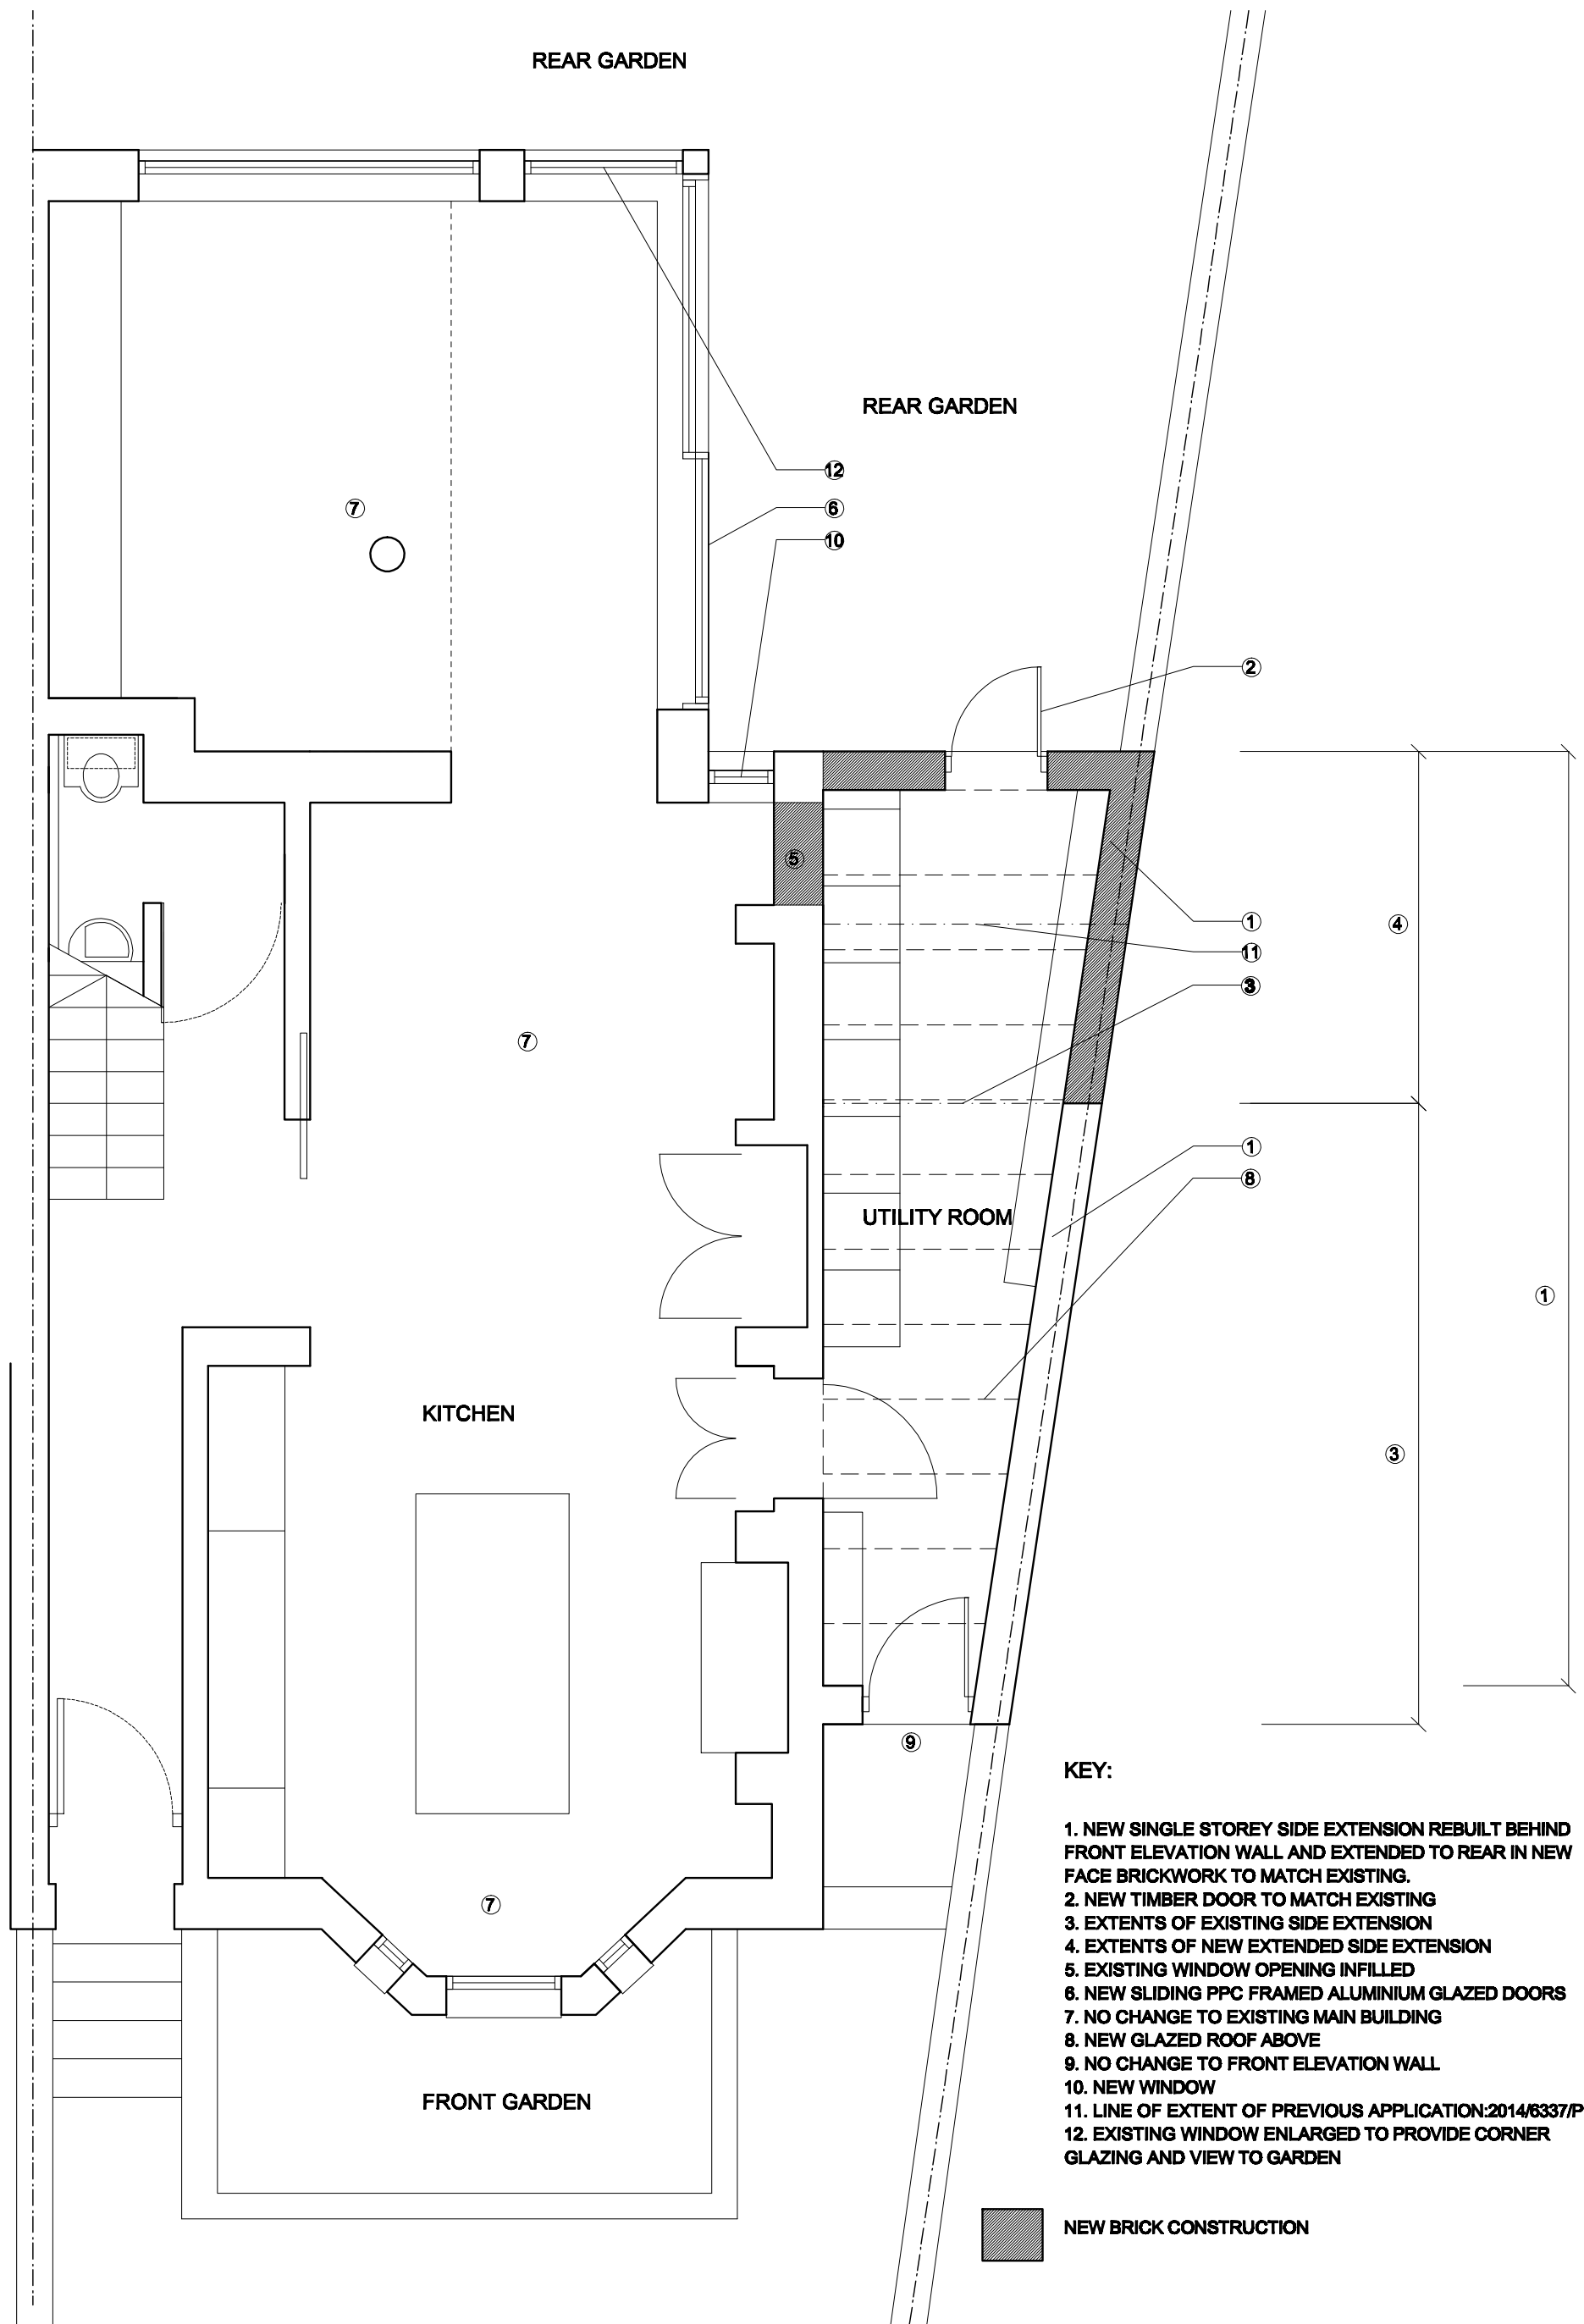 REAR GARDEN
REAR GARDEN
12
7
6
10
2
5
1
4
11
3
7
1
8
UTILITY ROOM
1
KITCHEN
3
9
KEY:
1. NEW SINGLE STOREY SIDE EXTENSION REBUILT BEHIND
FRONT ELEVATION WALL AND EXTENDED TO REAR IN NEW
FACE BRICKWORK TO MATCH EXISTING.
2. NEW TIMBER DOOR TO MATCH EXISTING
7
3. EXTENTS OF EXISTING SIDE EXTENSION
4. EXTENTS OF NEW EXTENDED SIDE EXTENSION
5. EXISTING WINDOW OPENING INFILLED
6. NEW SLIDING PPC FRAMED ALUMINIUM GLAZED DOORS
7. NO CHANGE TO EXISTING MAIN BUILDING
8. NEW GLAZED ROOF ABOVE
9. NO CHANGE TO FRONT ELEVATION WALL
10. NEW WINDOW
FRONT GARDEN
11. LINE OF EXTENT OF PREVIOUS APPLICATION:2014/6337/P
12. EXISTING WINDOW ENLARGED TO PROVIDE CORNER
GLAZING AND VIEW TO GARDEN
NEW BRICK CONSTRUCTION